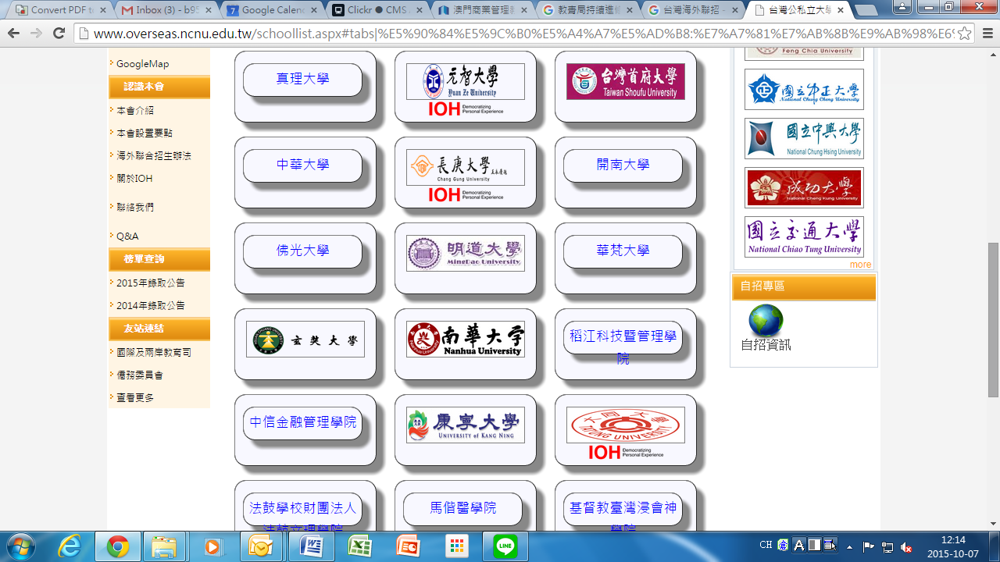 Convert PDF to
Inbox (3) - b95
Google Calend
Clickr ● CMS A
澳門商業管理教
教青局持續進修
台灣海外聯招 -
台灣公私立大學
www.overseas.ncnu.edu.tw/schoollist.aspx#tabs|%E5%90%84%E5%9C%B0%E5%A4%A7%E5%AD%B8:%E7%A7%81%E7%AB%8B%E9%AB%98%E6%
GoogleMap
認識本會
本會介紹
本會設置要點
海外聯合招生辦法
關於IOH
聯絡我們
Q&A
榜單查詢
2015年錄取公告
2014年錄取公告
友站連結
國際及兩岸教育司
僑務委員會
查看更多
真理大學
元智大學
Yuan Ze University
IOH Democratizing
Personal Experience
台灣首府大學
Taiwan Shoufu University
中華大學
長庚大學
Chang Gung University
IOH Democratizing
Personal Experience
開南大學
佛光大學
明道大學
MingDao University
華梵大學
玄奘大學
南華大學
Nanhua University
稻江科技暨管理學
院
中信金融管理學院
康寧大學
UNIVERSITY OF KANG NING
大同大學
TATUNG UNIVERSITY
IOH Democratizing
Personal Experience
法鼓學校財團法人
法鼓文理學院
馬偕醫學院
基督教臺灣浸會神
學院
Feng Chia University
國立中正大學
National Chung Cheng University
國立中興大學
National Chung Hsing University
成功大學
National Cheng Kung University
國立交通大學
National Chiao Tung University
more
自招專區
自招資訊
CH
12:14
2015-10-07